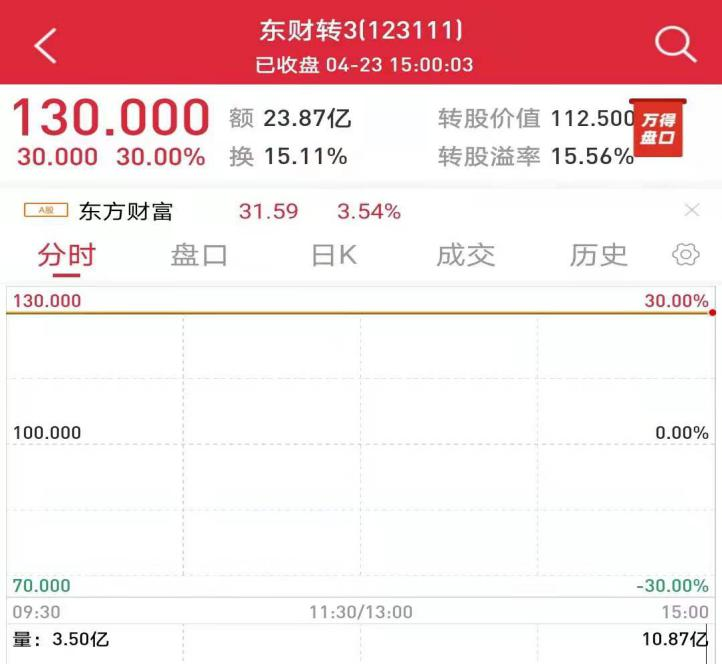 东财转3(123111)
已收盘 04-23 15:00:03
130.000 额 23.87亿 转股价值 112.500
30.000 30.00% 换 15.11% 转股溢率 15.56%
万得
盘口
A股 东方财富 31.59 3.54%
分时 盘口 日K 成交 历史
130.000 30.00%
100.000 0.00%
70.000 -30.00%
09:30 11:30/13:00 15:00
量：3.50亿 10.87亿